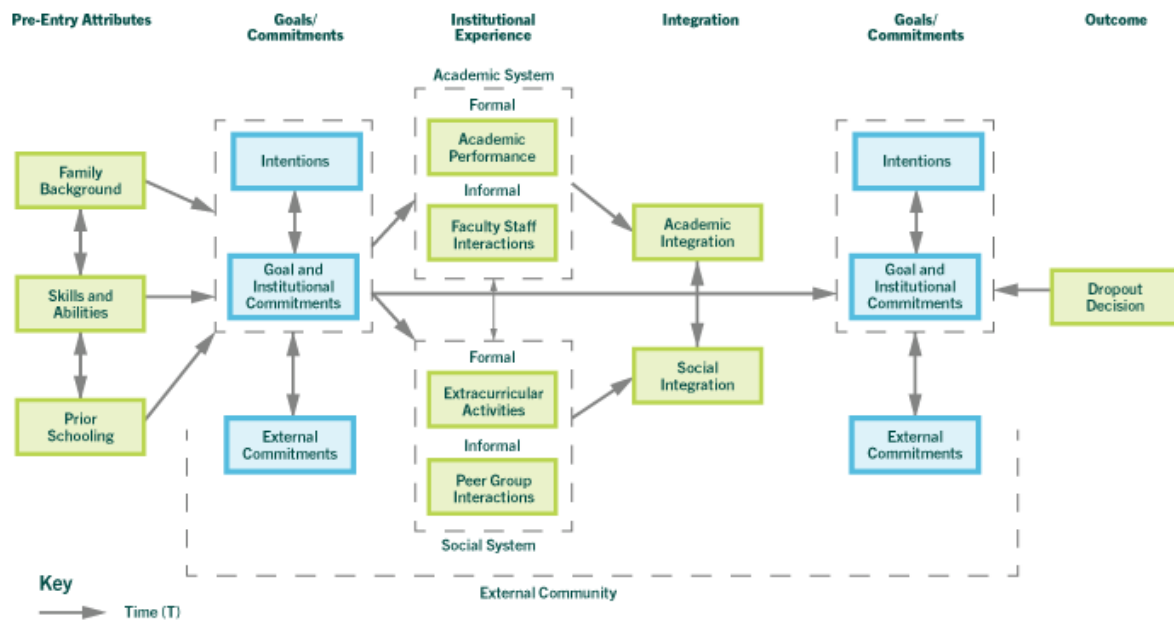 Pre-Entry Attributes
Goals/
Commitments
Institutional
Experience
Integration
Goals/
Commitments
Outcome
Academic System
Formal
Academic
Performance
Informal
Faculty Staff
Interactions
Family
Background
Skills and
Abilities
Prior
Schooling
Intentions
Goal and
Institutional
Commitments
External
Commitments
Formal
Extracurricular
Activities
Informal
Peer Group
Interactions
Social System
Academic
Integration
Social
Integration
Intentions
Goal and
Institutional
Commitments
External
Commitments
Dropout
Decision
External Community
Key
Time (T)